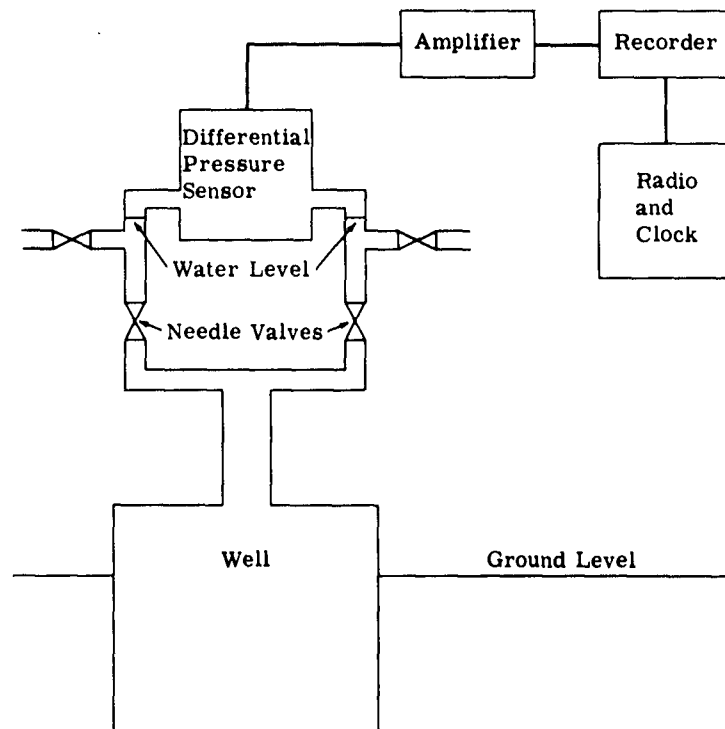 Amplifier
Recorder
Differential
Pressure
Sensor
Radio
and
Clock
Water Level
Needle Valves
Well
Ground Level